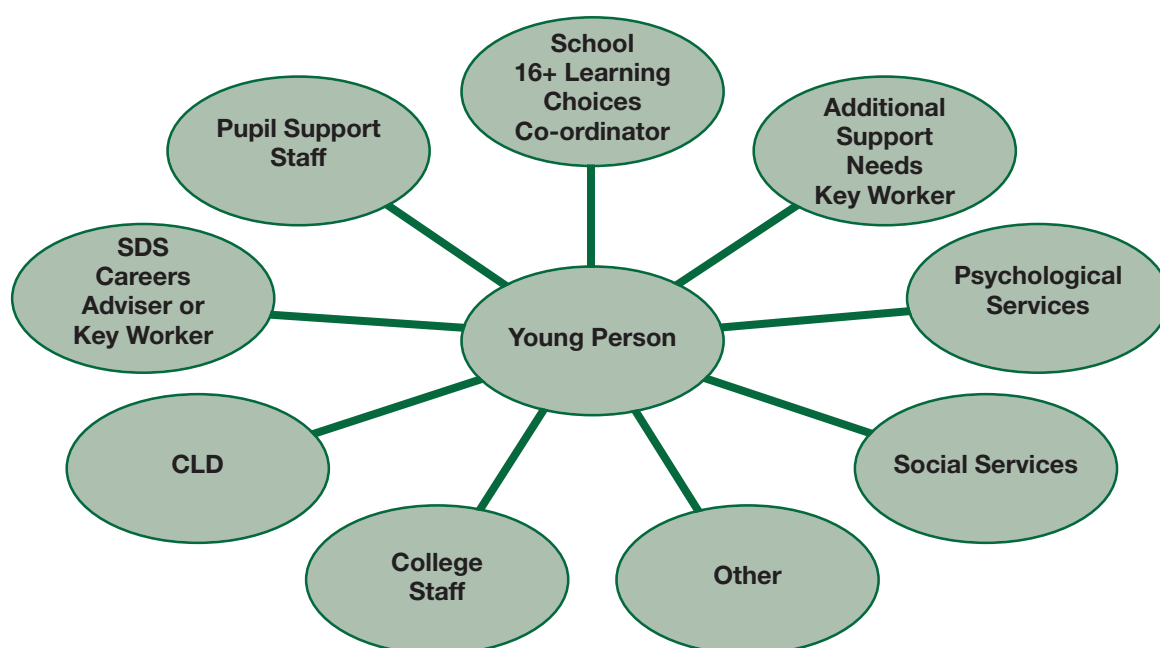 School
16+ Learning
Choices
Co-ordinator
Pupil Support
Staff
Additional
Support
Needs
Key Worker
SDS
Careers
Adviser or
Key Worker
Psychological
Services
Young Person
CLD
Social Services
College
Staff
Other